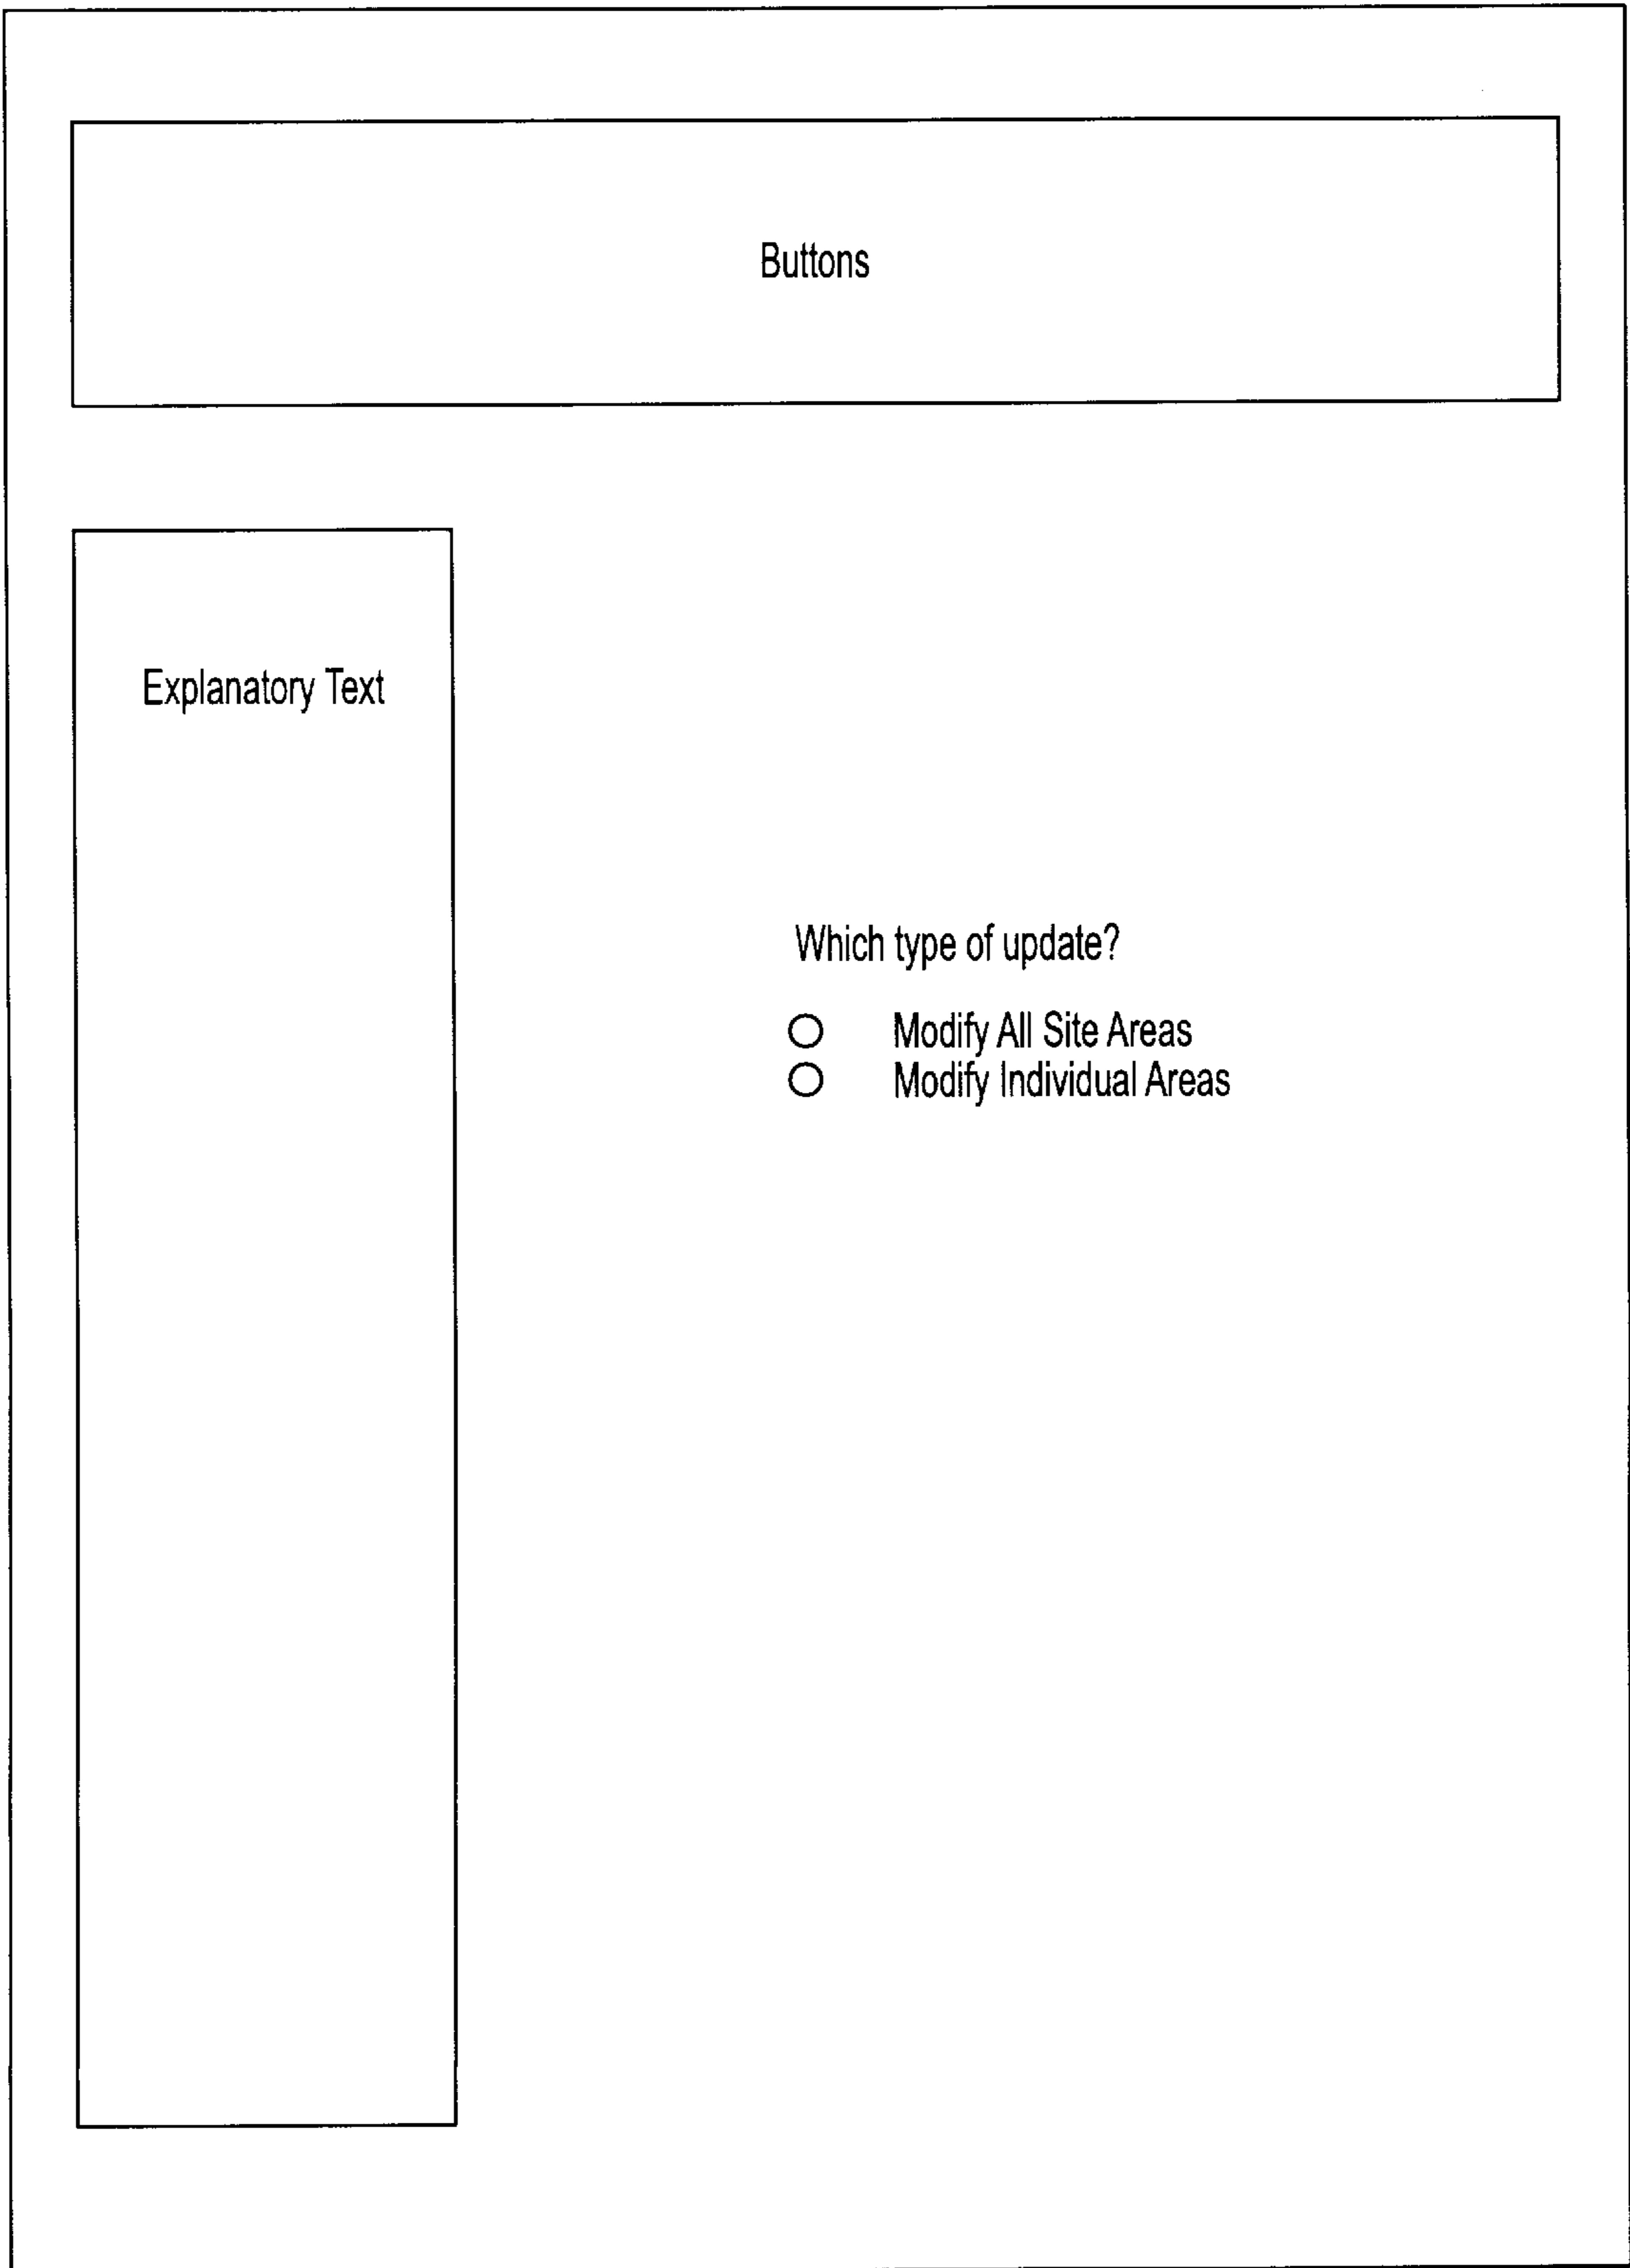 Buttons
Explanatory Text
Which type of update?
Modify All Site Areas
Modify Individual Areas